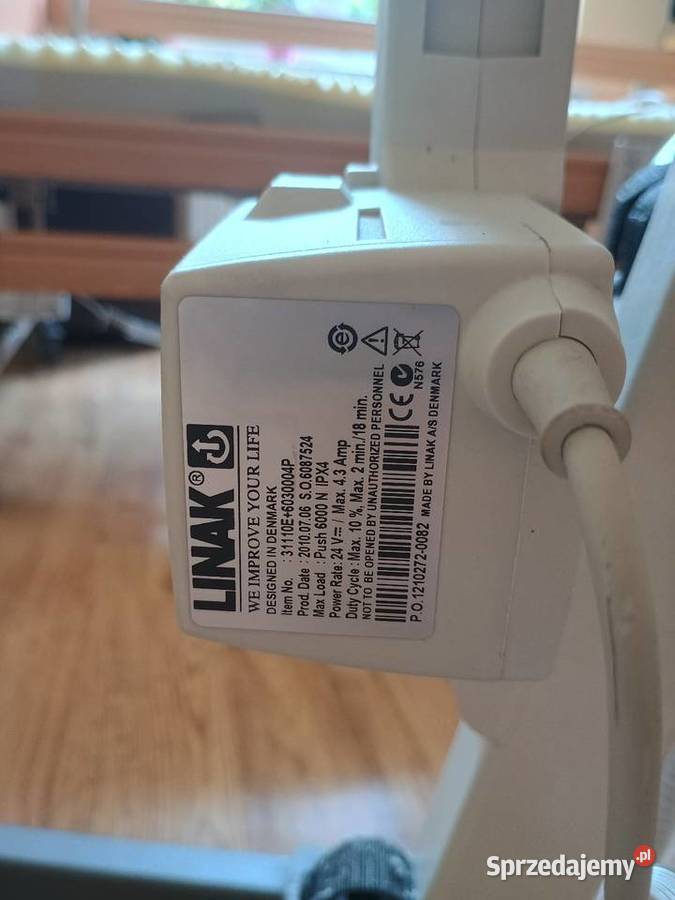 LINAK®
WE IMPROVE YOUR LIFE
DESIGNED IN DENMARK
Item No. : 31110E+6030004P
Prod. Date : 2010.07.06 S.O.6087524
Max Load : Push 6000 N IPX4
Power Rate : 24 V⎓ / Max. 4.3 Amp
Duty Cycle : Max. 10 %, Max. 2 min./18 min.
NOT TO BE OPENED BY UNAUTHORIZED PERSONNEL
CE N576
P.O.1210272-0082 MADE BY LINAK A/S DENMARK
Sprzedajemy.pl